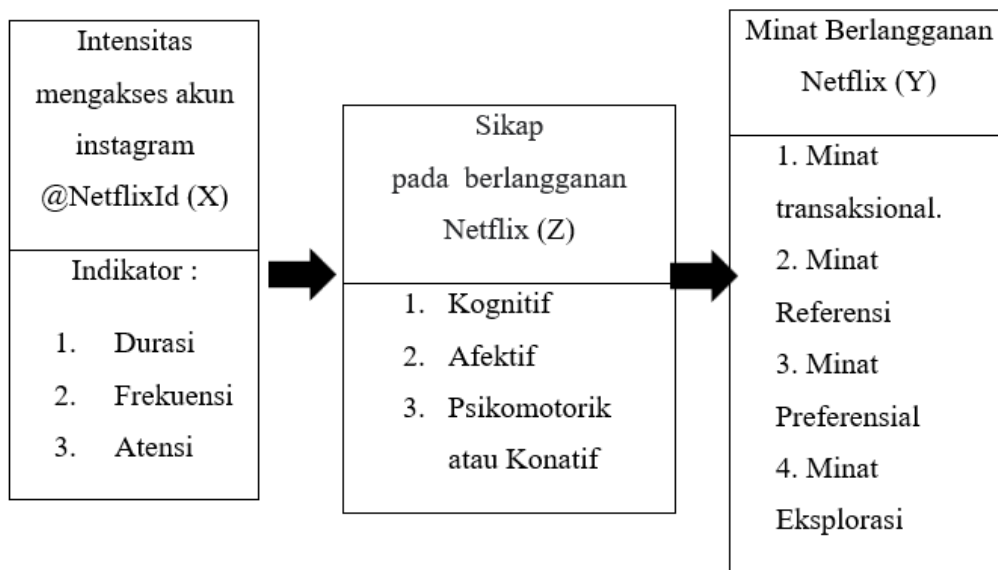 Intensitas
mengakses akun
instagram
@NetflixId (X)
Indikator :
1. Durasi
2. Frekuensi
3. Atensi
Sikap
pada berlangganan
Netflix (Z)
1. Kognitif
2. Afektif
3. Psikomotorik
atau Konatif
Minat Berlangganan
Netflix (Y)
1. Minat
transaksional.
2. Minat
Referensi
3. Minat
Preferensial
4. Minat
Eksplorasi